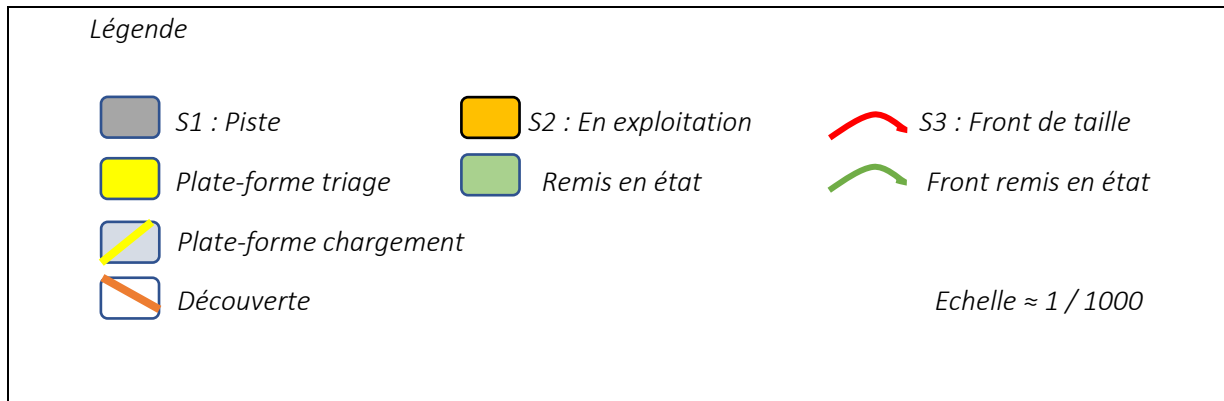 Légende
S1 : Piste
S2 : En exploitation
S3 : Front de taille
Plate-forme triage
Remis en état
Front remis en état
Plate-forme chargement
Découverte
Echelle ≈ 1 / 1000